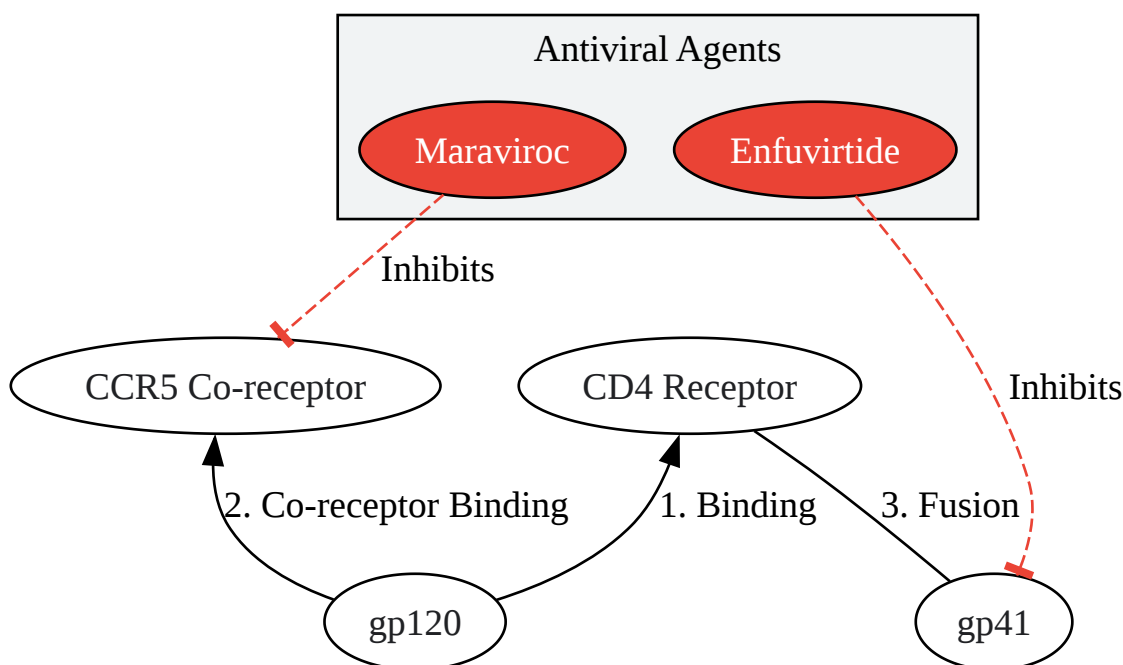 Antiviral Agents
Maraviroc
Enfuvirtide
Inhibits
CCR5 Co-receptor
CD4 Receptor
Inhibits
2. Co-receptor Binding
1. Binding
3. Fusion
gp120
gp41